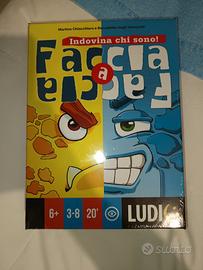 Indovina chi sono!
Faccia
a
Faccia
6+ 3-8 20'
LUDIC
subito